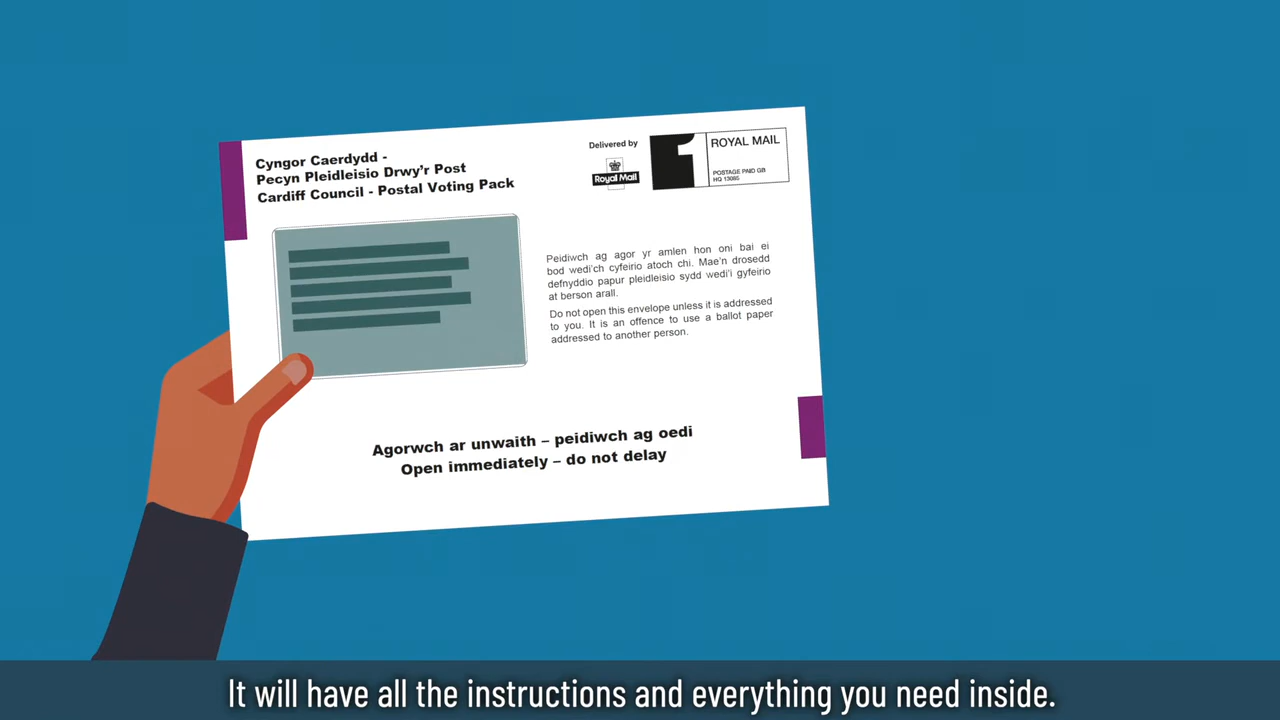 Cyngor Caerdydd -
Pecyn Pleidleisio Drwy'r Post
Cardiff Council - Postal Voting Pack
Delivered by
Royal Mail
1
ROYAL MAIL
POSTAGE PAID GB
HQ 13085
Peidiwch ag agor yr amlen hon oni bai ei
bod wedi'ch cyfeirio atoch chi. Mae'n drosedd
defnyddio papur pleidleisio sydd wedi'i gyfeirio
at berson arall.
Do not open this envelope unless it is addressed
to you. It is an offence to use a ballot paper
addressed to another person.
Agorwch ar unwaith – peidiwch ag oedi
Open immediately – do not delay
It will have all the instructions and everything you need inside.